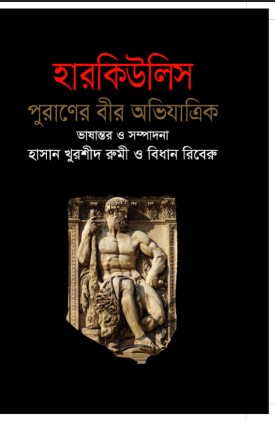 হারকিউলিস
পুরাণের বীর অভিযাত্রিক
ভাষান্তর ও সম্পাদনা
হাসান খুরশীদ রুমী ও বিধান রিবেরু